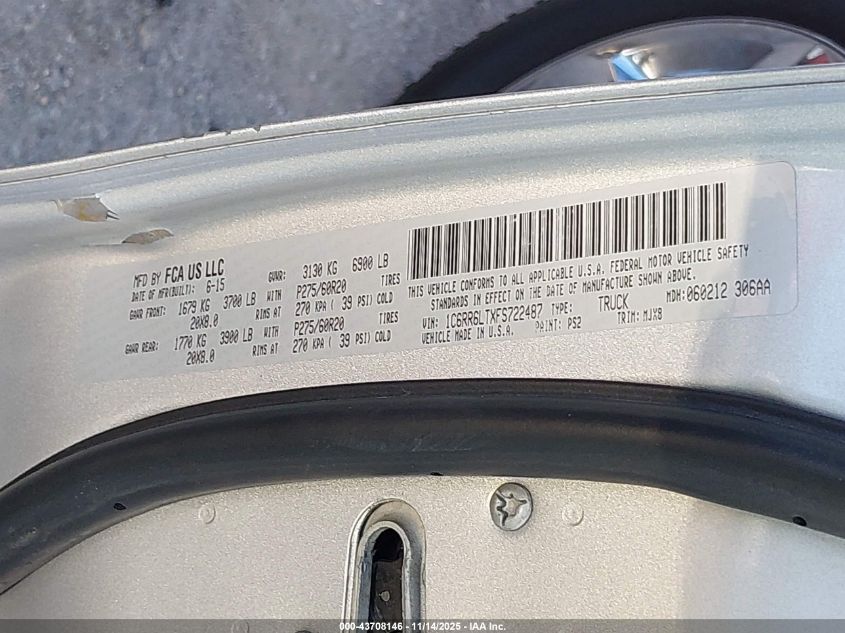 MFD BY FCA US LLC
DATE OF MFR(BUILT): 6-15 GVWR: 3130 KG 6900 LB
GAWR FRONT: 1679 KG 3700 LB WITH P275/60R20 TIRES
20X8.0 RIMS AT 270 KPA ( 39 PSI) COLD
GAWR REAR: 1770 KG 3900 LB WITH P275/60R20 TIRES
20X8.0 RIMS AT 270 KPA ( 39 PSI) COLD
THIS VEHICLE CONFORMS TO ALL APPLICABLE U.S.A. FEDERAL MOTOR VEHICLE SAFETY
STANDARDS IN EFFECT ON THE DATE OF MANUFACTURE SHOWN ABOVE.
VIN: 1C6RR6LTXFS722487 TYPE: TRUCK MDH: 060212 306AA
VEHICLE MADE IN U.S.A. PAINT: PS2 TRIM: MJX8
000-43708146 - 11/14/2025 - IAA Inc.